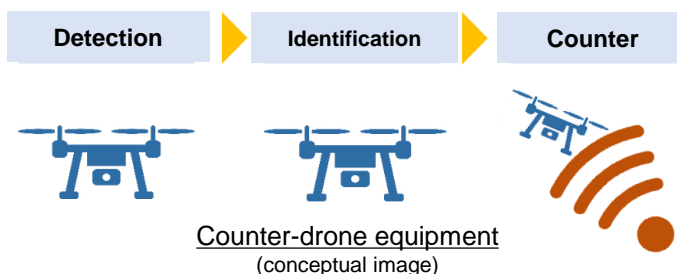 Detection
Identification
Counter
Counter-drone equipment
(conceptual image)